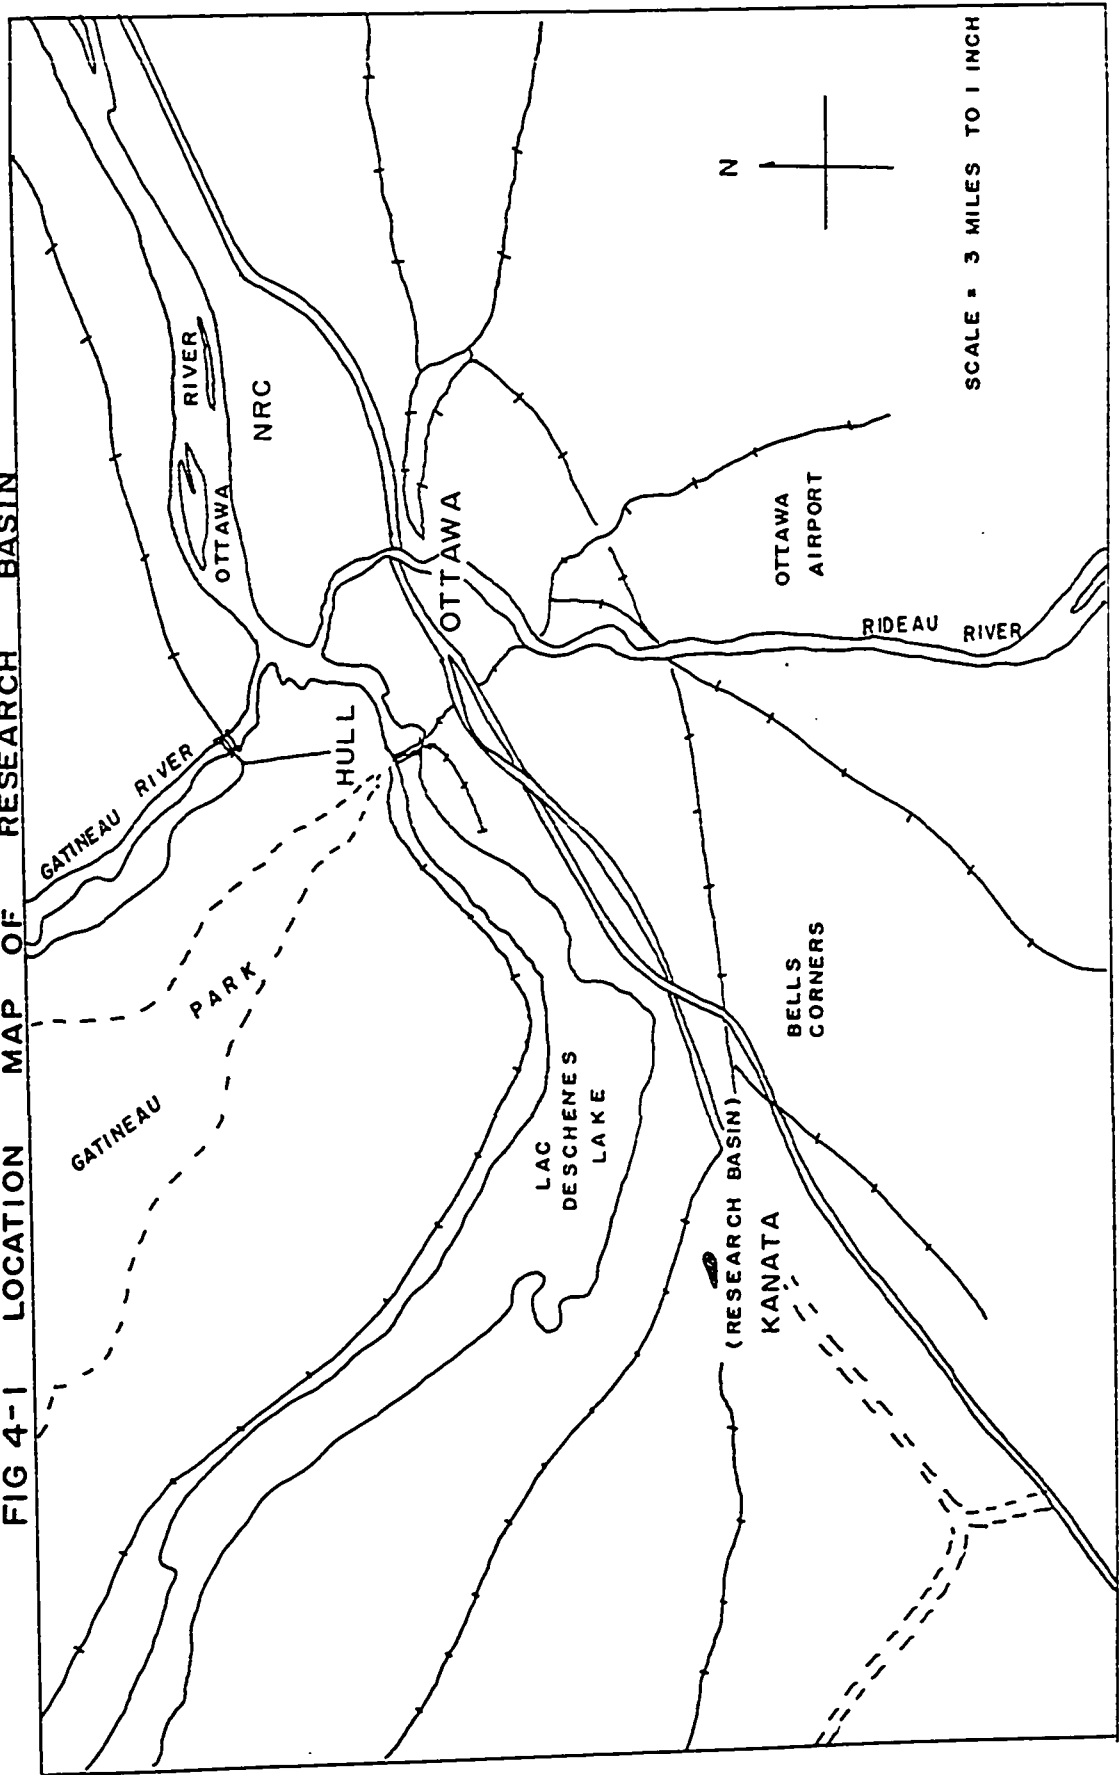 FIG 4-1 LOCATION MAP OF RESEARCH BASIN
GATINEAU RIVER
GATINEAU PARK
HULL
OTTAWA RIVER
NRC
OTTAWA
LAC
DESCHENES
LAKE
(RESEARCH BASIN)
KANATA
BELLS
CORNERS
OTTAWA
AIRPORT
RIDEAU RIVER
N
SCALE = 3 MILES TO 1 INCH